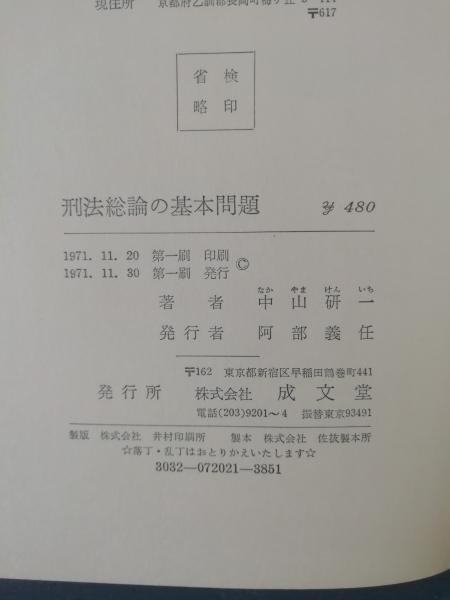 現住所 京都府乙訓郡長岡町梅ケ丘
〒617
検印
省略
刑法総論の基本問題 ¥ 480
1971. 11. 20 第一刷 印刷
1971. 11. 30 第一刷 発行 ©
なか やま けん いち
著者 中山研一
発行者 阿部義任
〒162 東京都新宿区早稲田鶴巻町441
発行所 株式会社 成文堂
電話(203)9201〜4 振替東京93491
製版 株式会社 井村印刷所 製本 株式会社 佐抜製本所
☆落丁・乱丁はおとりかえいたします☆
3032—072021—3851